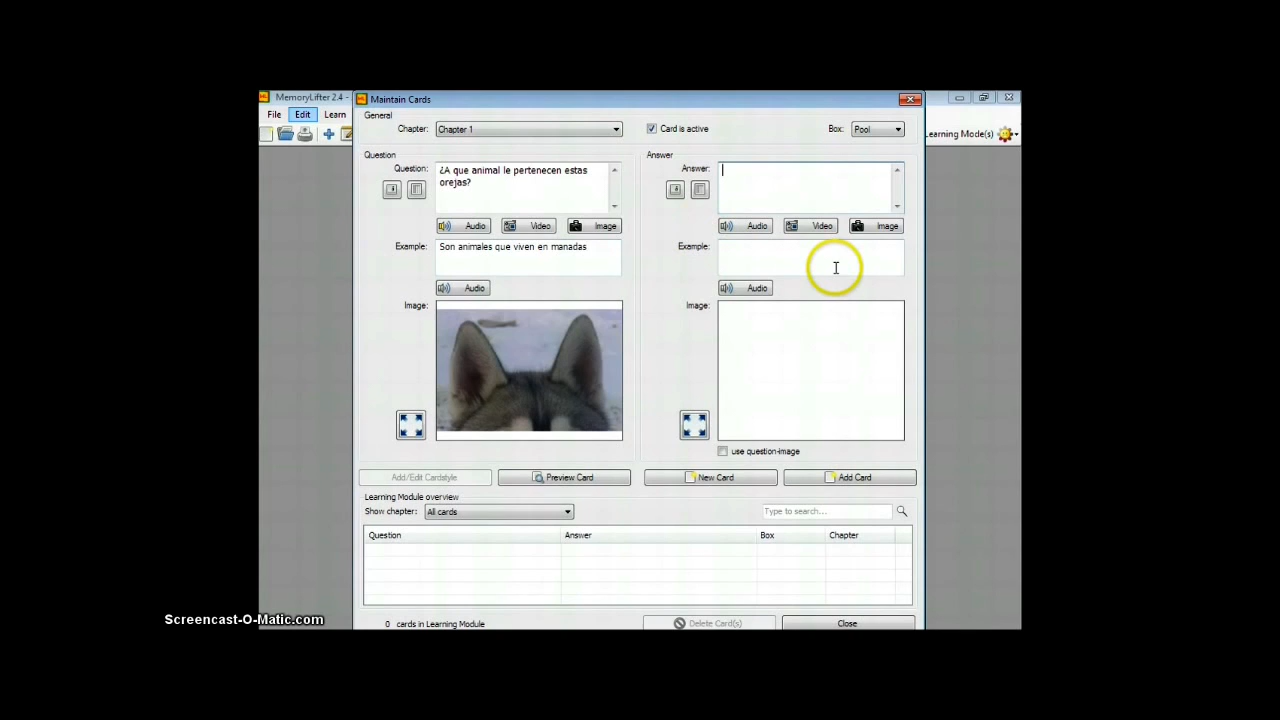 MemoryLifter 2.4 -
Maintain Cards
File Edit Learn
Learning Mode(s)
General
Chapter: Chapter 1
Card is active
Box: Pool
Question
Question: ¿A que animal le pertenecen estas
orejas?
Audio Video Image
Example: Son animales que viven en manadas
Audio
Image:
Answer
Answer:
Audio Video Image
Example:
Audio
Image:
use question-image
Add/Edit Cardstyle Preview Card New Card Add Card
Learning Module overview
Show chapter: All cards
Type to search...
Question Answer Box Chapter
0 cards in Learning Module
Delete Card(s) Close
Screencast-O-Matic.com